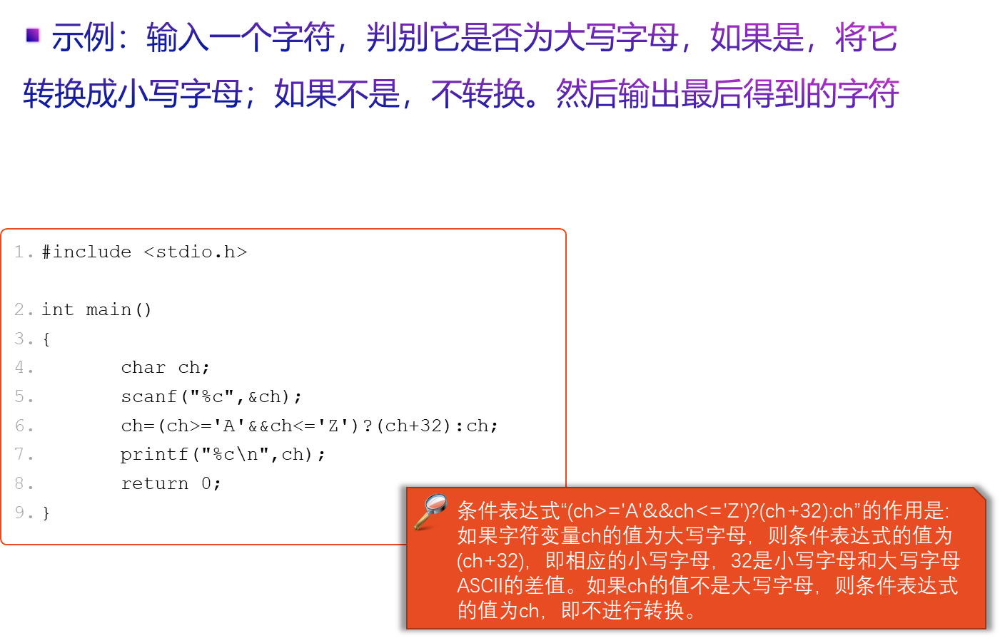 示例：输入一个字符，判别它是否为大写字母，如果是，将它
转换成小写字母；如果不是，不转换。然后输出最后得到的字符
1. #include <stdio.h>
2. int main()
3. {
4. char ch;
5. scanf("%c",&ch);
6. ch=(ch>='A'&&ch<='Z')?(ch+32):ch;
7. printf("%c\n",ch);
8. return 0;
9. }
条件表达式“(ch>='A'&&ch<='Z')?(ch+32):ch”的作用是:
如果字符变量ch的值为大写字母，则条件表达式的值为
(ch+32)，即相应的小写字母，32是小写字母和大写字母
ASCII的差值。如果ch的值不是大写字母，则条件表达式
的值为ch，即不进行转换。